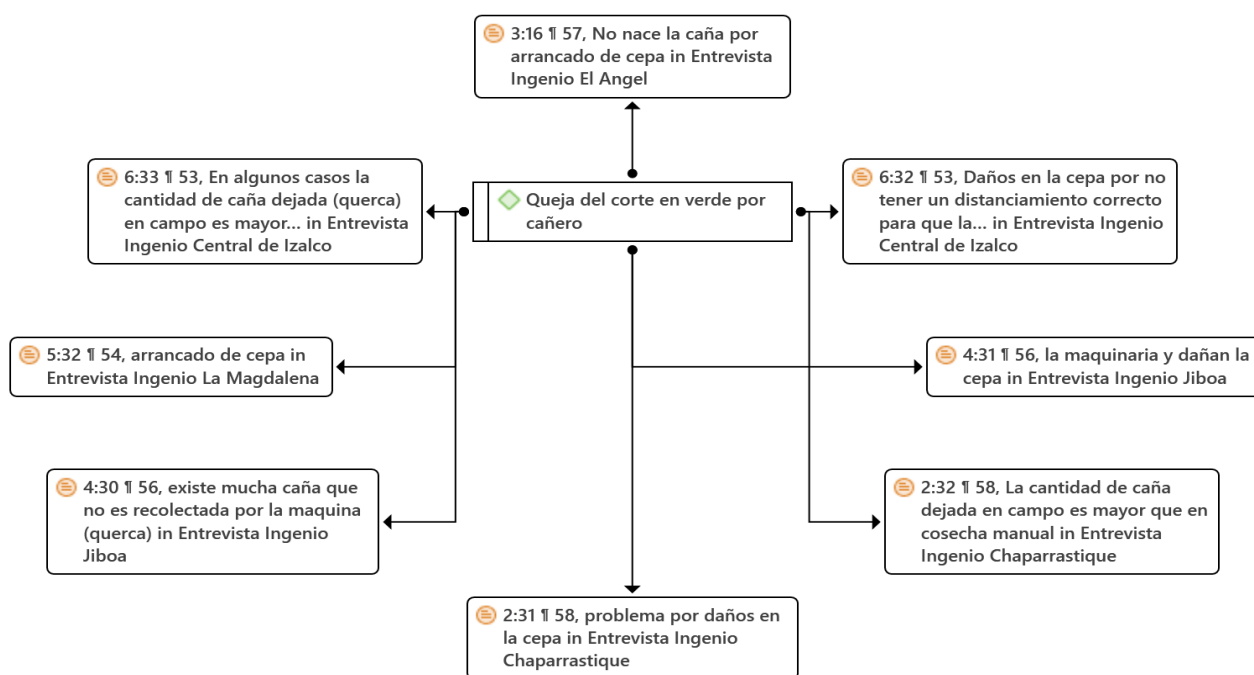 3:16 ¶ 57, No nace la caña por
arrancado de cepa in Entrevista
Ingenio El Angel
6:33 ¶ 53, En algunos casos la
cantidad de caña dejada (querca)
en campo es mayor... in Entrevista
Ingenio Central de Izalco
Queja del corte en verde por
cañero
6:32 ¶ 53, Daños en la cepa por no
tener un distanciamiento correcto
para que la... in Entrevista Ingenio
Central de Izalco
5:32 ¶ 54, arrancado de cepa in
Entrevista Ingenio La Magdalena
4:31 ¶ 56, la maquinaria y dañan la
cepa in Entrevista Ingenio Jiboa
4:30 ¶ 56, existe mucha caña que
no es recolectada por la maquina
(querca) in Entrevista Ingenio
Jiboa
2:32 ¶ 58, La cantidad de caña
dejada en campo es mayor que en
cosecha manual in Entrevista
Ingenio Chaparrastique
2:31 ¶ 58, problema por daños en
la cepa in Entrevista Ingenio
Chaparrastique